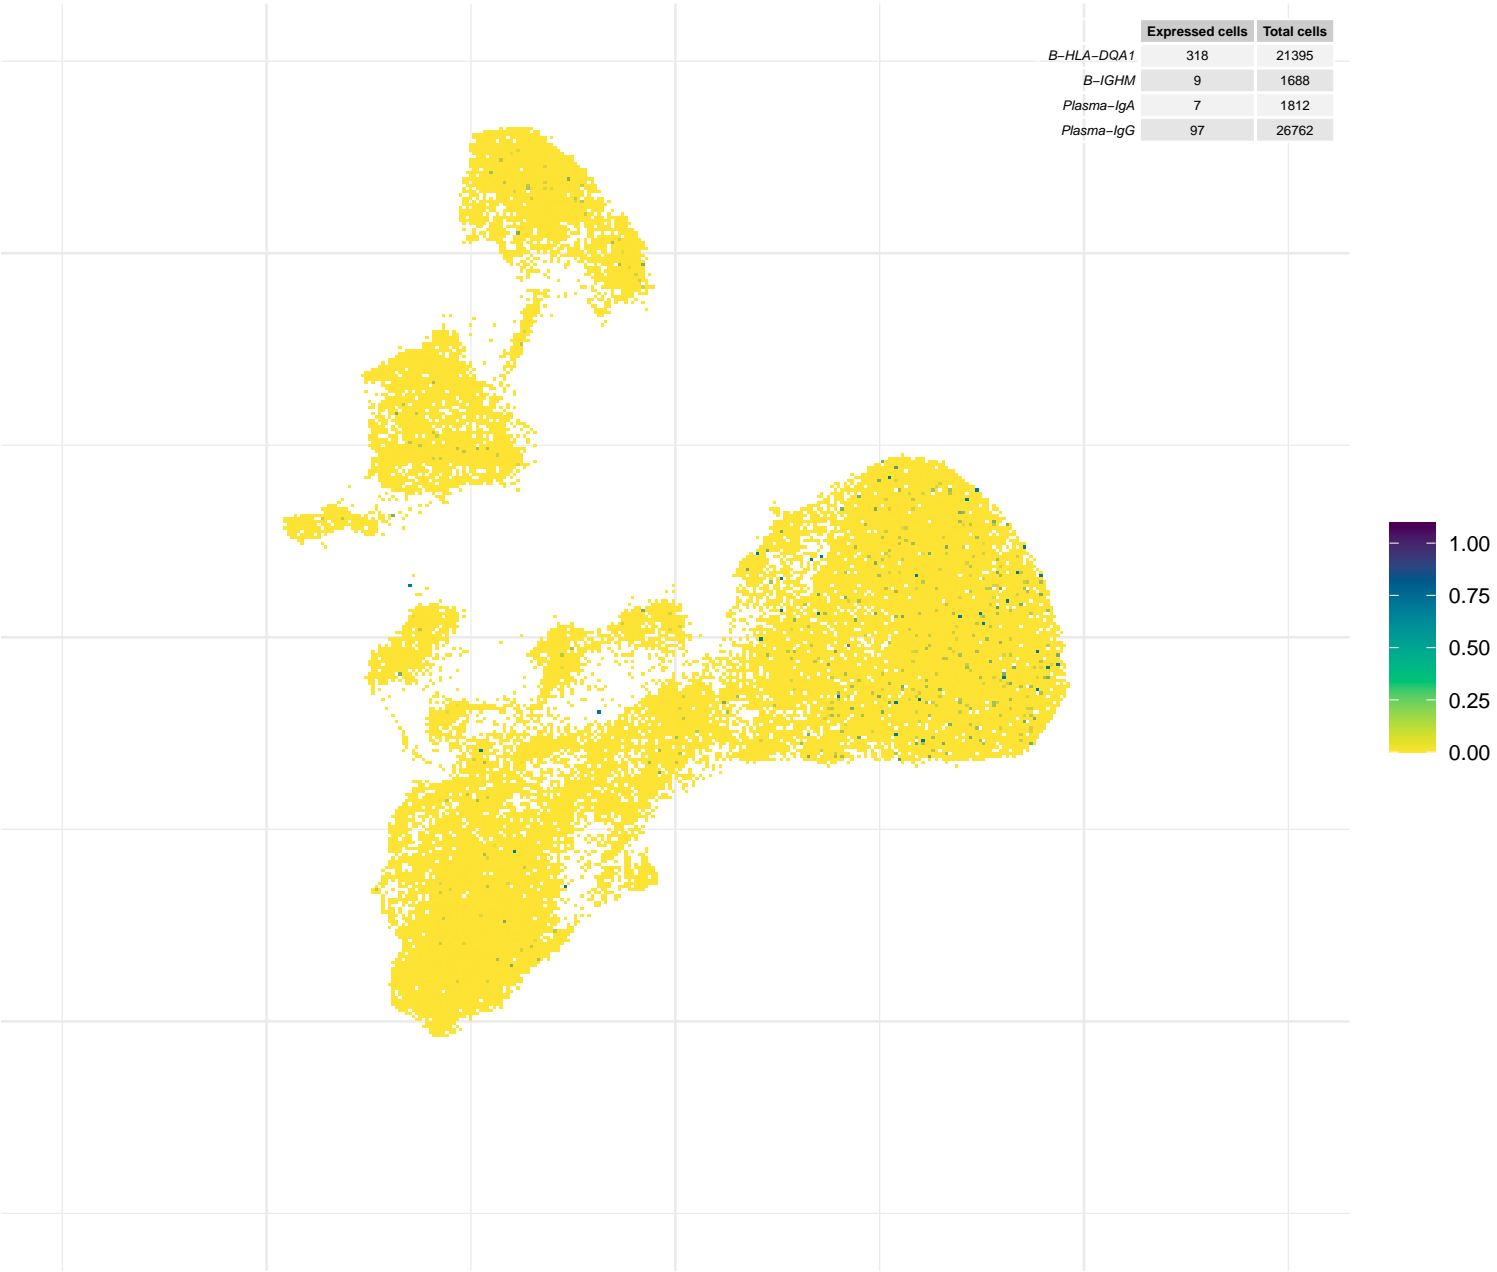 Expressed cells Total cells
B−HLA−DQA1 318 21395
B−IGHM 9 1688
Plasma−IgA 7 1812
Plasma−IgG 97 26762
1.00
0.75
0.50
0.25
0.00